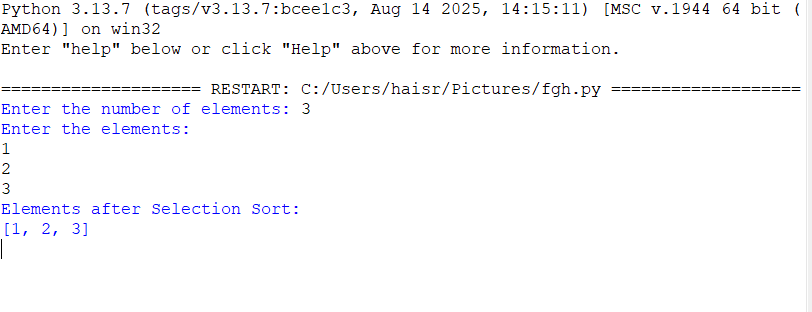 Python 3.13.7 (tags/v3.13.7:bcee1c3, Aug 14 2025, 14:15:11) [MSC v.1944 64 bit (
AMD64)] on win32
Enter "help" below or click "Help" above for more information.
==================== RESTART: C:/Users/haisr/Pictures/fgh.py ===================
Enter the number of elements: 3
Enter the elements:
1
2
3
Elements after Selection Sort:
[1, 2, 3]